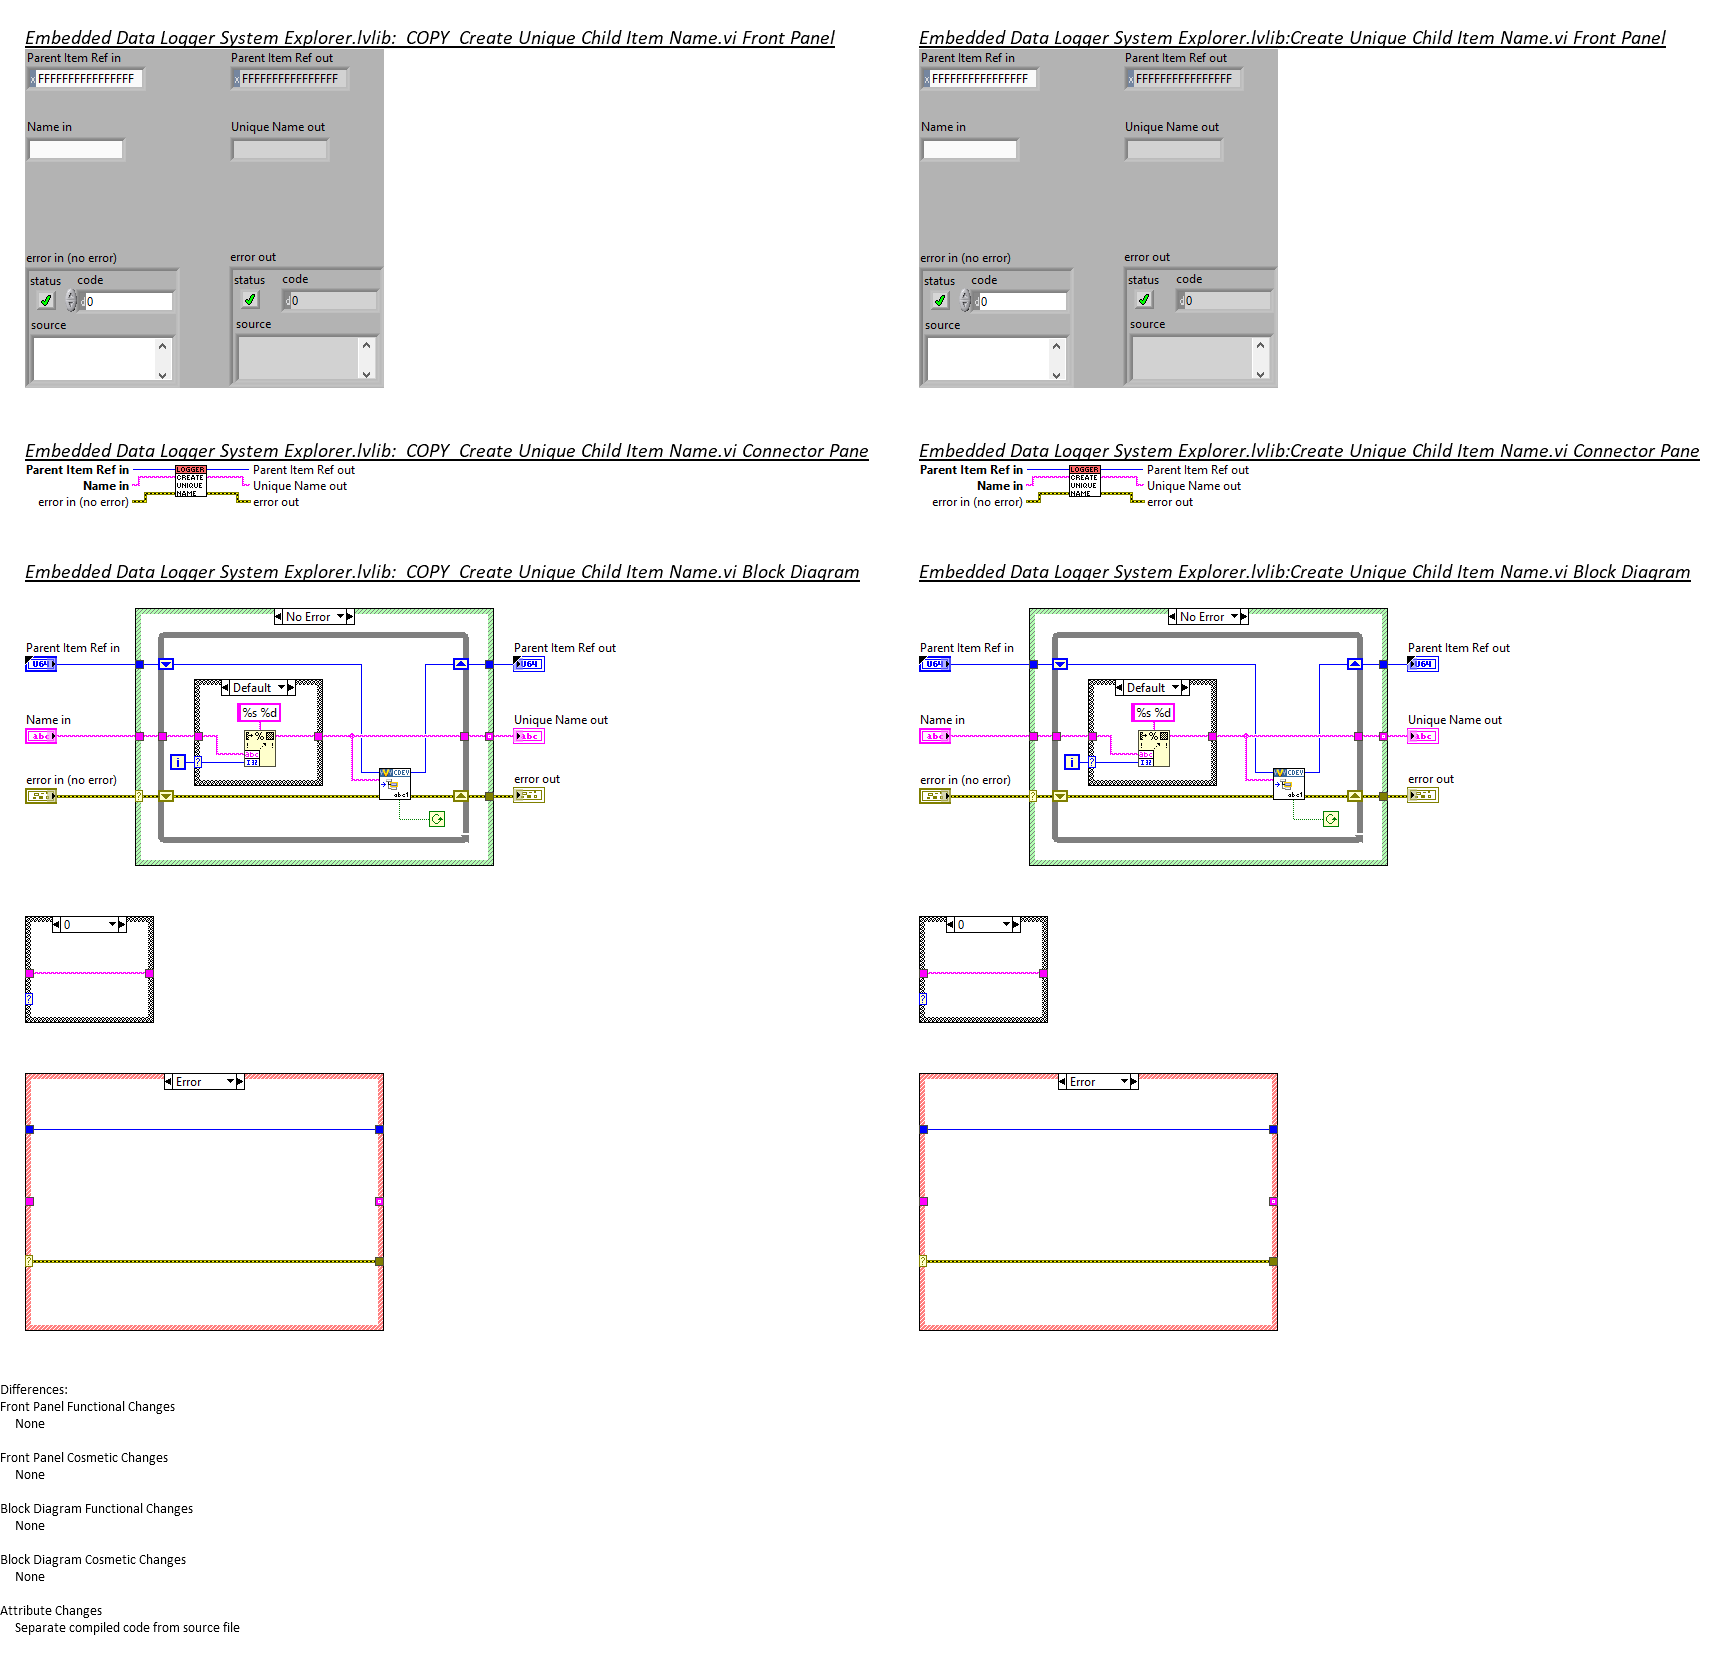 Embedded Data Logger System Explorer.lvlib:  COPY  Create Unique Child Item Name.vi Front Panel
Parent Item Ref in
Parent Item Ref out
x FFFFFFFFFFFFFFFF
x FFFFFFFFFFFFFFFF
Name in
Unique Name out
error in (no error)
error out
status
code
status
code
d 0
d 0
source
source
Embedded Data Logger System Explorer.lvlib:Create Unique Child Item Name.vi Front Panel
Parent Item Ref in
Parent Item Ref out
x FFFFFFFFFFFFFFFF
x FFFFFFFFFFFFFFFF
Name in
Unique Name out
error in (no error)
error out
status
code
status
code
d 0
d 0
source
source
Embedded Data Logger System Explorer.lvlib:  COPY  Create Unique Child Item Name.vi Connector Pane
Parent Item Ref in
Name in
error in (no error)
LOGGER
CREATE
UNIQUE
NAME
Parent Item Ref out
Unique Name out
error out
Embedded Data Logger System Explorer.lvlib:Create Unique Child Item Name.vi Connector Pane
Parent Item Ref in
Name in
error in (no error)
LOGGER
CREATE
UNIQUE
NAME
Parent Item Ref out
Unique Name out
error out
Embedded Data Logger System Explorer.lvlib:  COPY  Create Unique Child Item Name.vi Block Diagram
No Error
Parent Item Ref in
U64
Parent Item Ref out
U64
Default
%s %d
Name in
abc
Unique Name out
abc
%
abc
I32
i
?
CDEV
abc1
error in (no error)
error out
?
0
?
Error
?
Embedded Data Logger System Explorer.lvlib:Create Unique Child Item Name.vi Block Diagram
No Error
Parent Item Ref in
U64
Parent Item Ref out
U64
Default
%s %d
Name in
abc
Unique Name out
abc
%
abc
I32
i
?
CDEV
abc1
error in (no error)
error out
?
0
?
Error
?
Differences:
Front Panel Functional Changes
None
Front Panel Cosmetic Changes
None
Block Diagram Functional Changes
None
Block Diagram Cosmetic Changes
None
Attribute Changes
Separate compiled code from source file